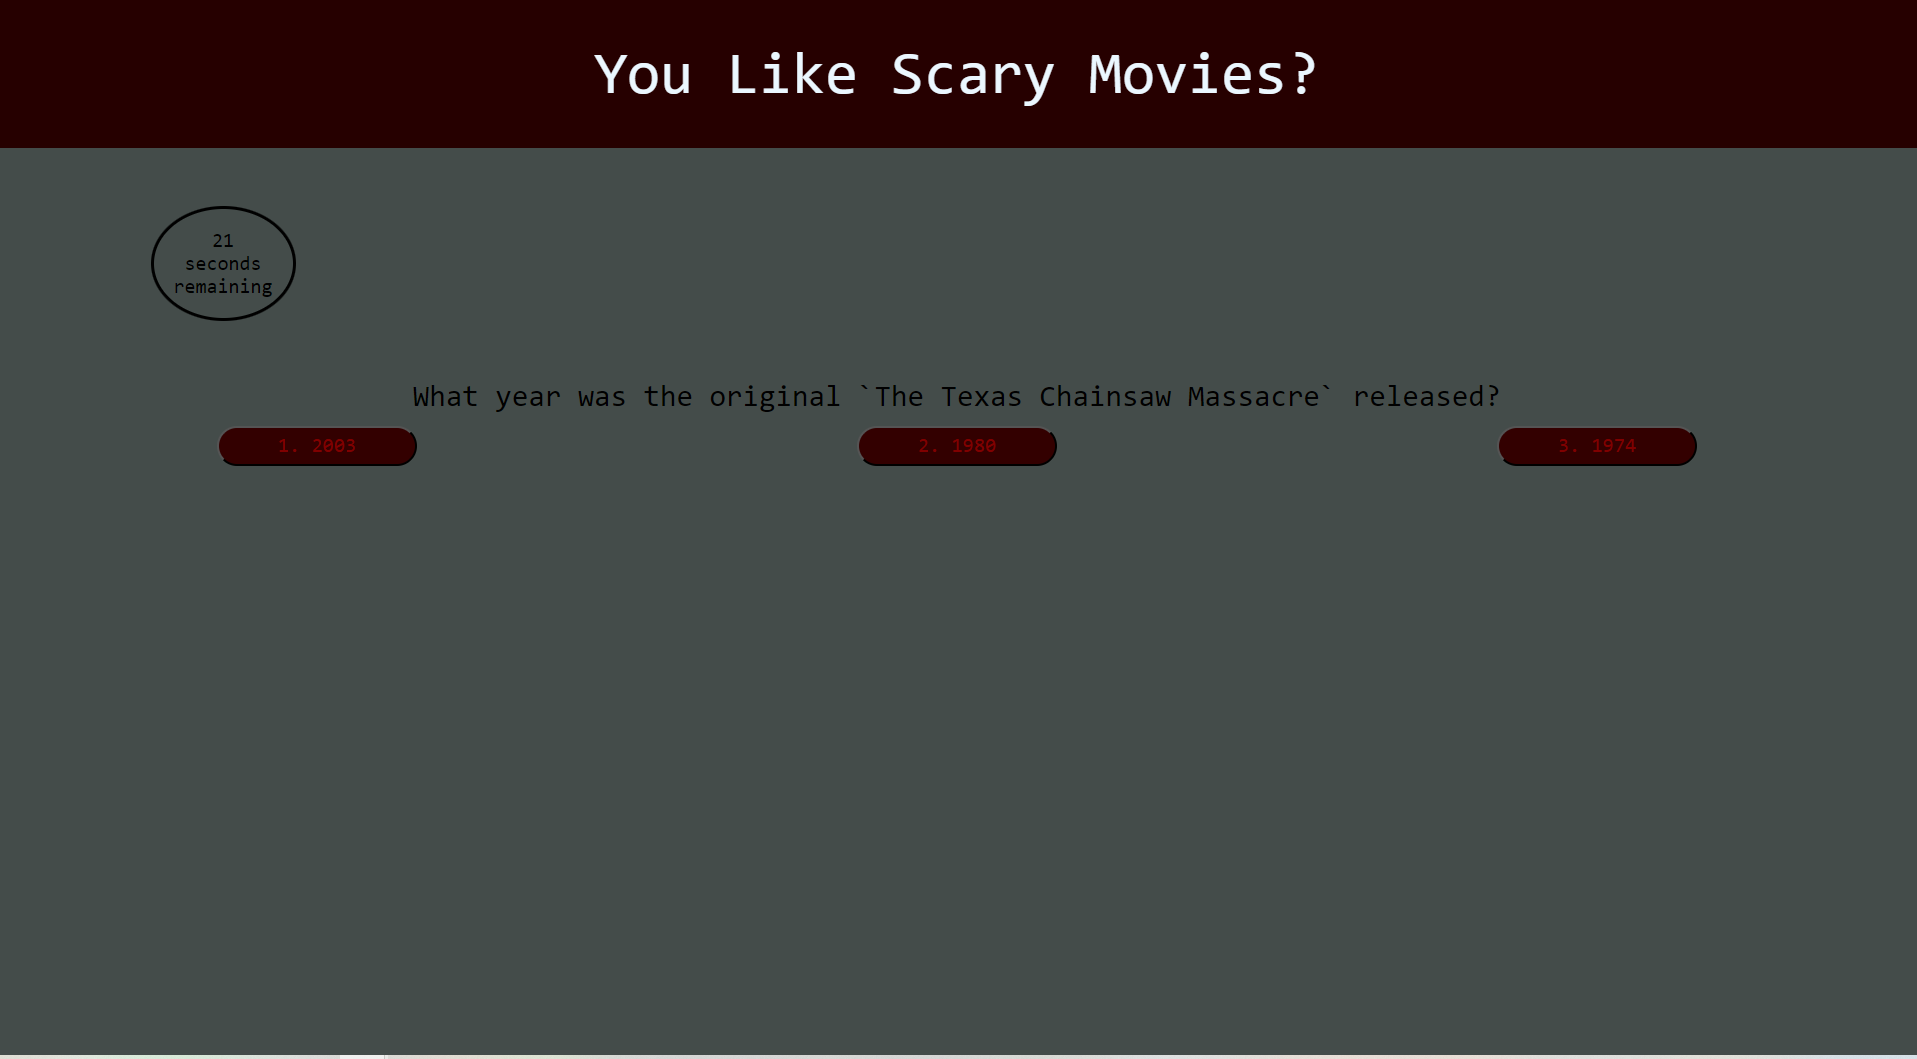 You Like Scary Movies?
21
seconds
remaining
What year was the original `The Texas Chainsaw Massacre` released?
1. 2003
2. 1980
3. 1974